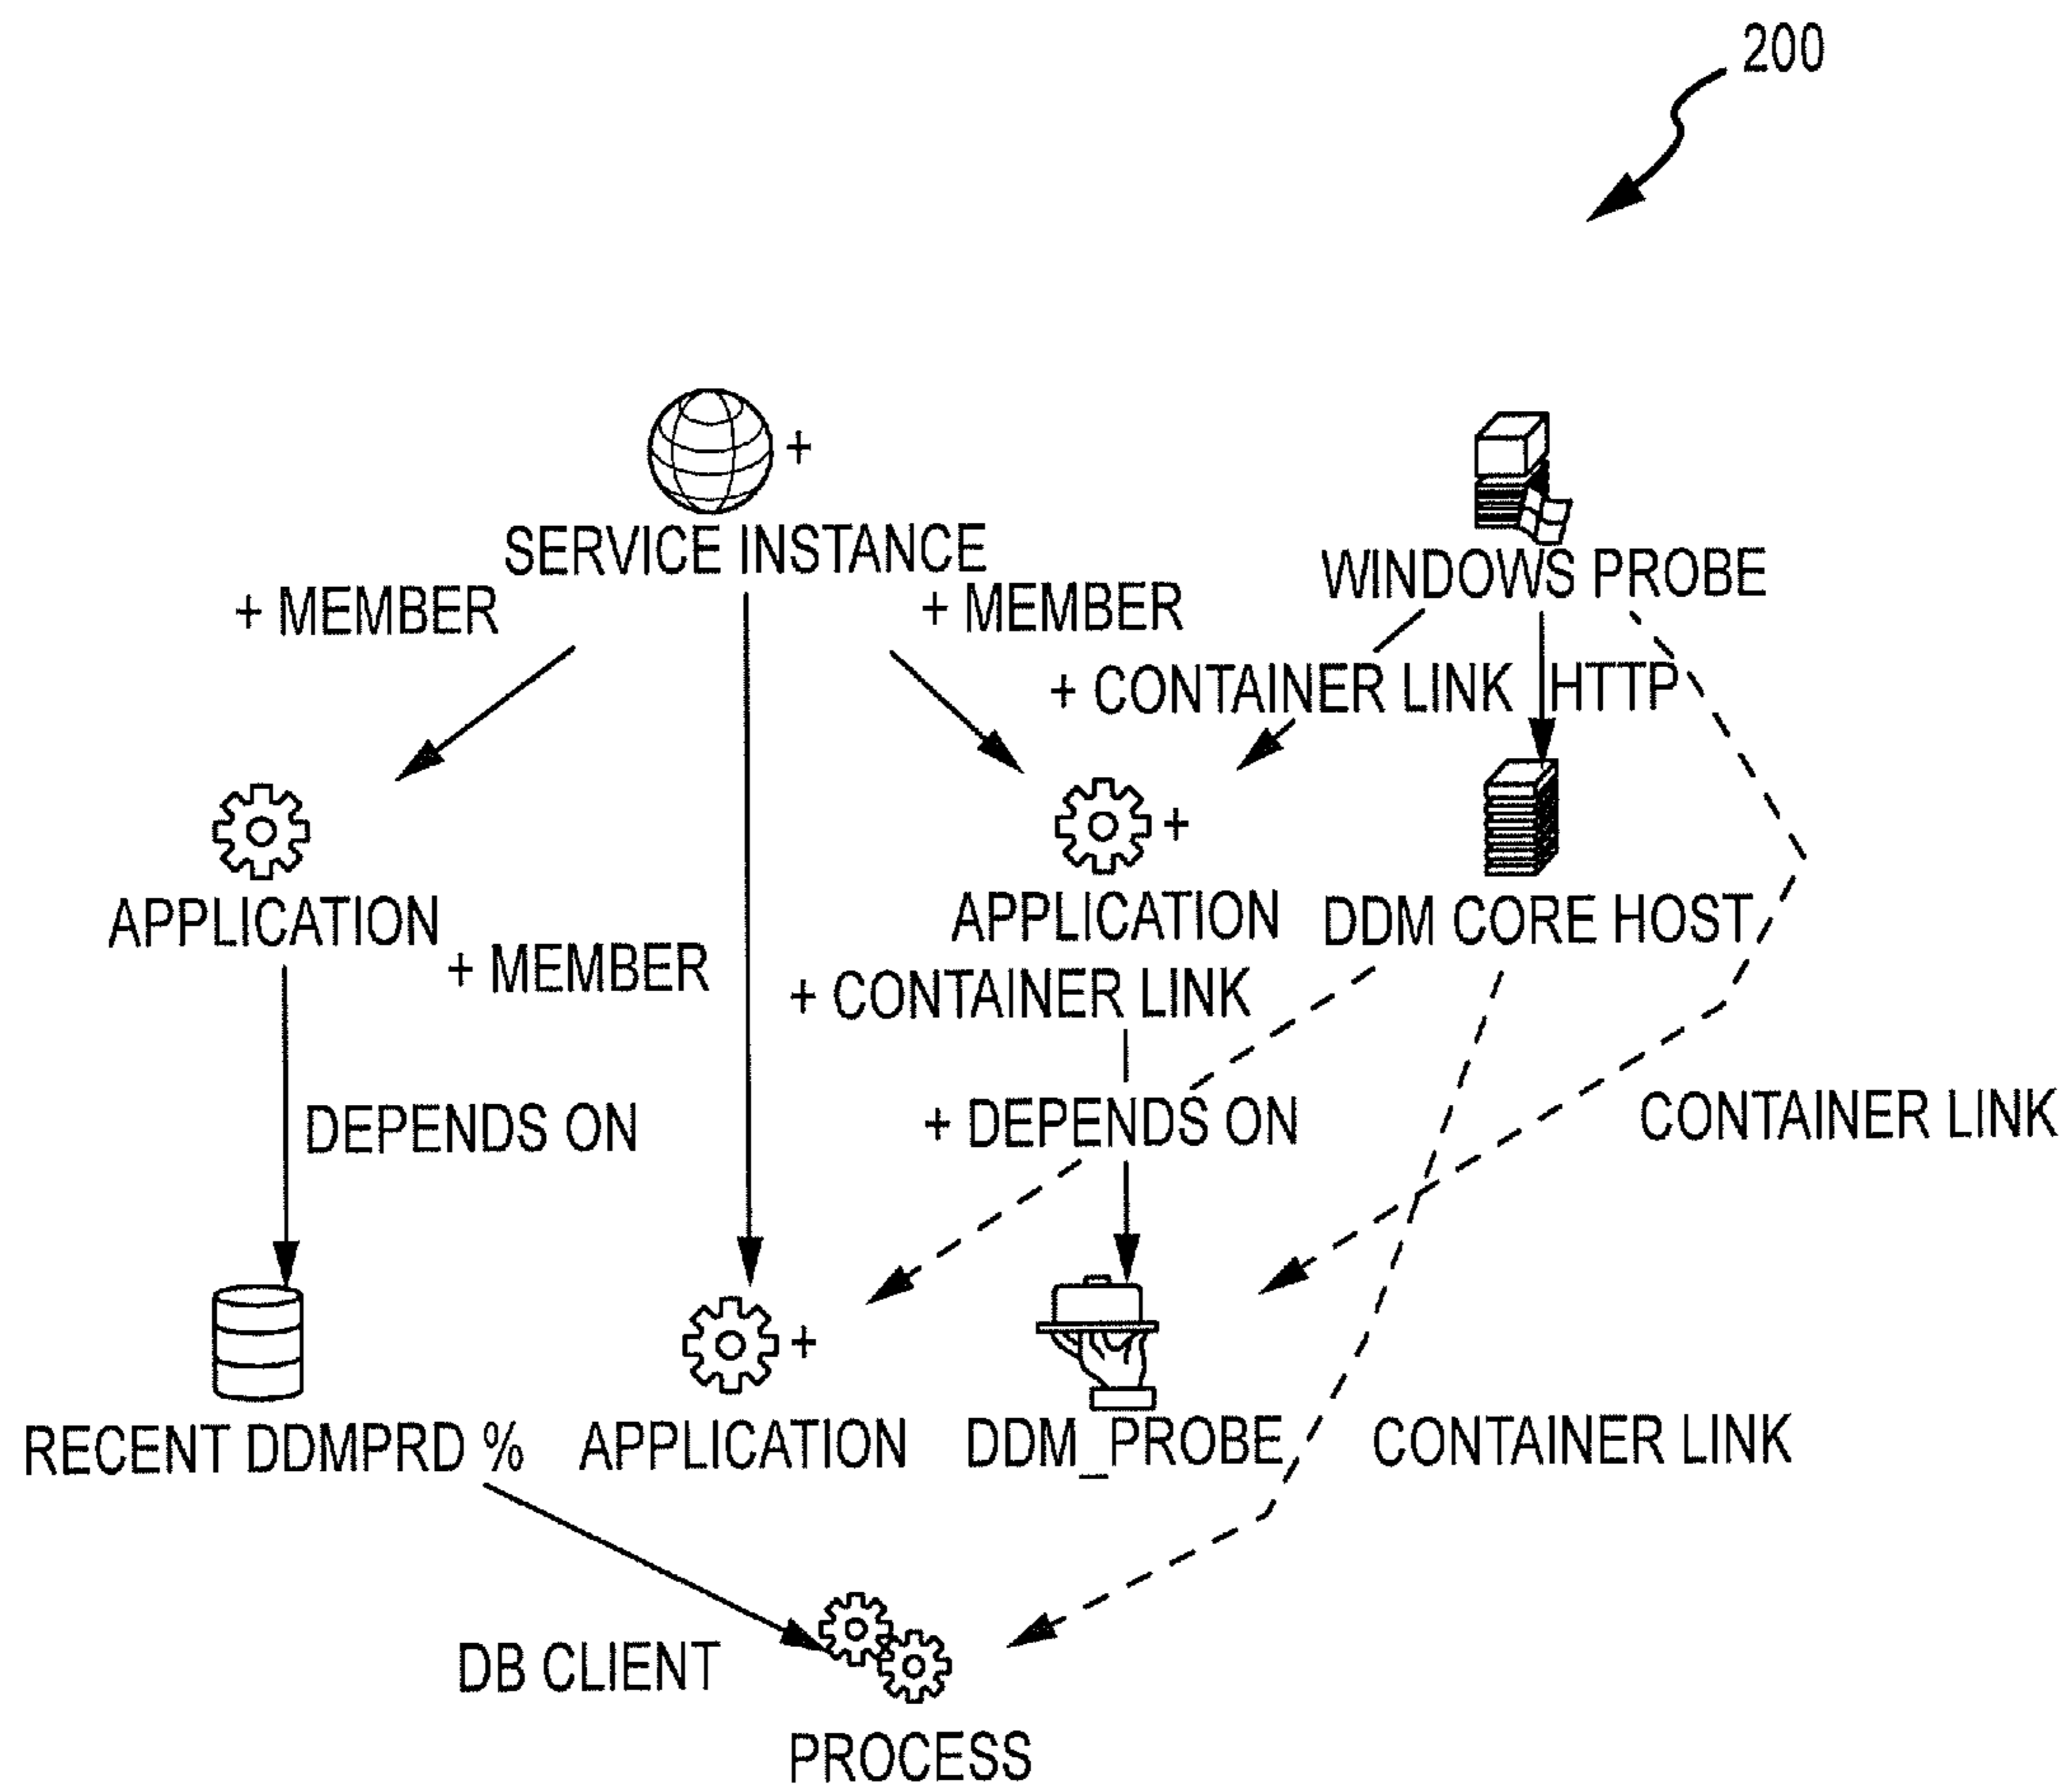 200
+
SERVICE INSTANCE
WINDOWS PROBE
+ MEMBER
+ MEMBER
+ CONTAINER LINK
HTTP
+
APPLICATION
APPLICATION
DDM CORE HOST
+ MEMBER
+ CONTAINER LINK
DEPENDS ON
+ DEPENDS ON
CONTAINER LINK
+
RECENT DDMPRD %
APPLICATION
DDM_PROBE
CONTAINER LINK
DB CLIENT
PROCESS